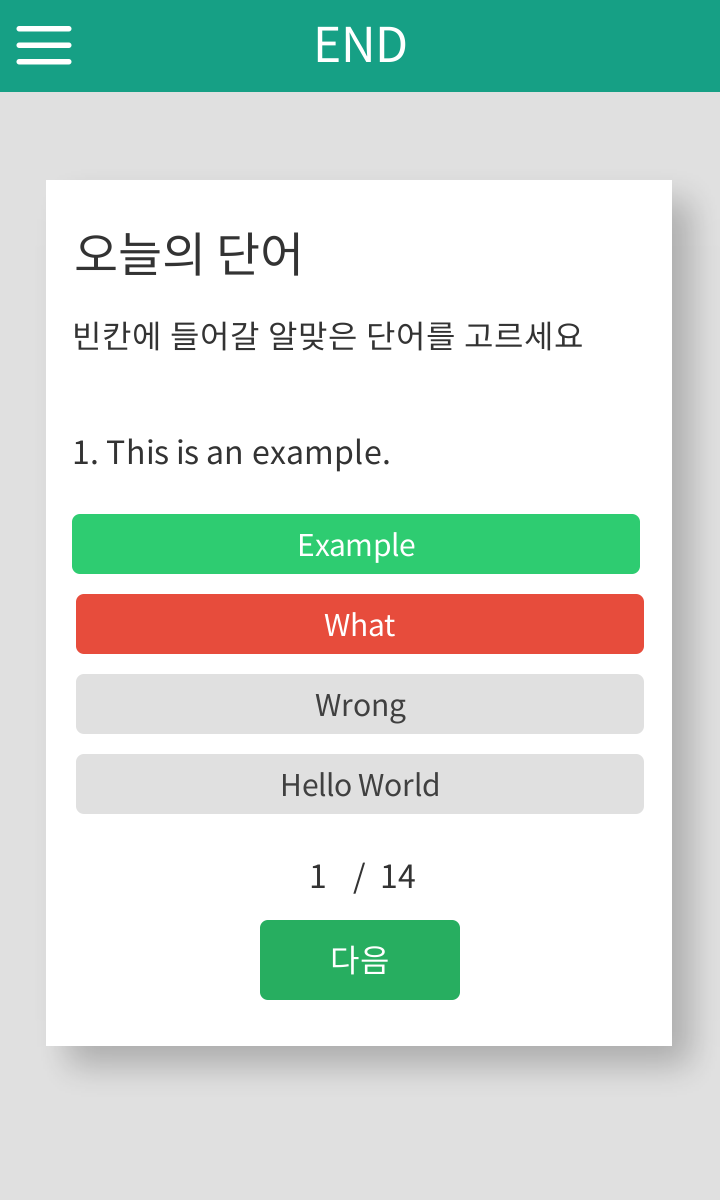 END
오늘의 단어
빈칸에 들어갈 알맞은 단어를 고르세요
1. This is an example.
Example
What
Wrong
Hello World
1 / 14
다음